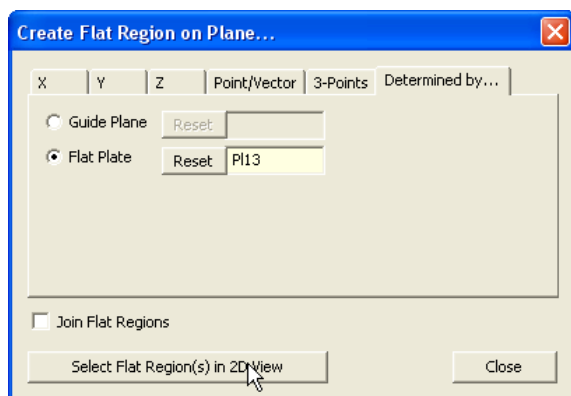 Create Flat Region on Plane...
X Y Z Point/Vector 3-Points Determined by...
Guide Plane Reset
Flat Plate Reset Pl13
Join Flat Regions
Select Flat Region(s) in 2D View Close